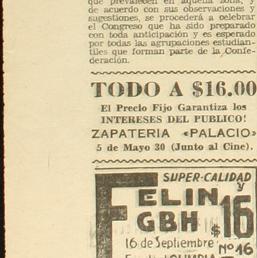 que prevalecen en aquella zona, y
de acuerdo con sus observaciones y
sugestiones, se procederá a celebrar
el Congreso que ha sido preparado
con toda anticipación y es esperado
por todas las agrupaciones estudian-
tiles que forman parte de la Confe-
deración.
TODO A $16.00
El Precio Fijo Garantiza los
INTERESES DEL PUBLICO!
ZAPATERIA «PALACIO»
5 de Mayo 30 (Junto al Cine).
SUPER-CALIDAD
FELIN Y
GBH $16
16 de Septiembre Nº 16
OLIMPIA